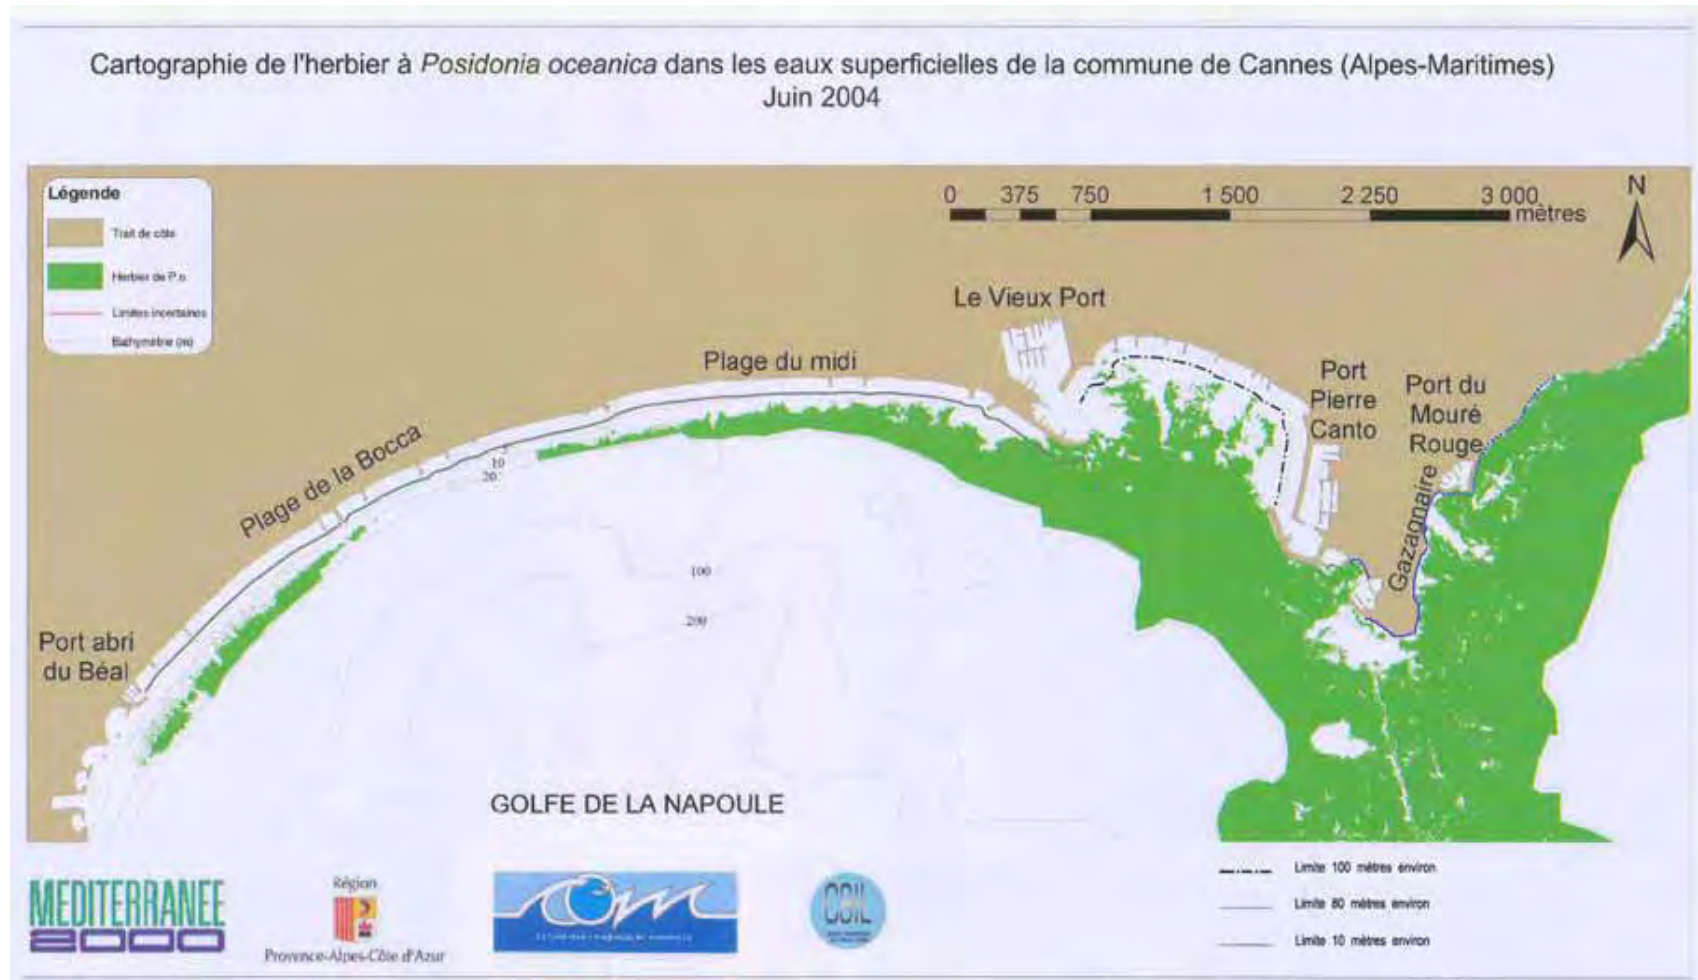 Cartographie de l'herbier à Posidonia oceanica dans les eaux superficielles de la commune de Cannes (Alpes-Maritimes)
Juin 2004
Légende
Trait de côte
Herbier de P.o
Limites incertaines
Bathymétrie (m)
0 375 750 1 500 2 250 3 000
mètres
N
Le Vieux Port
Plage du midi
Port
Pierre
Canto
Port du
Mouré
Rouge
Gazagnaire
Plage de la Bocca
10
20
100
200
Port abri
du Béal
GOLFE DE LA NAPOULE
MEDITERRANEE
2000
Région
Provence-Alpes-Côte d'Azur
Limite 100 mètres environ
Limite 80 mètres environ
Limite 10 mètres environ